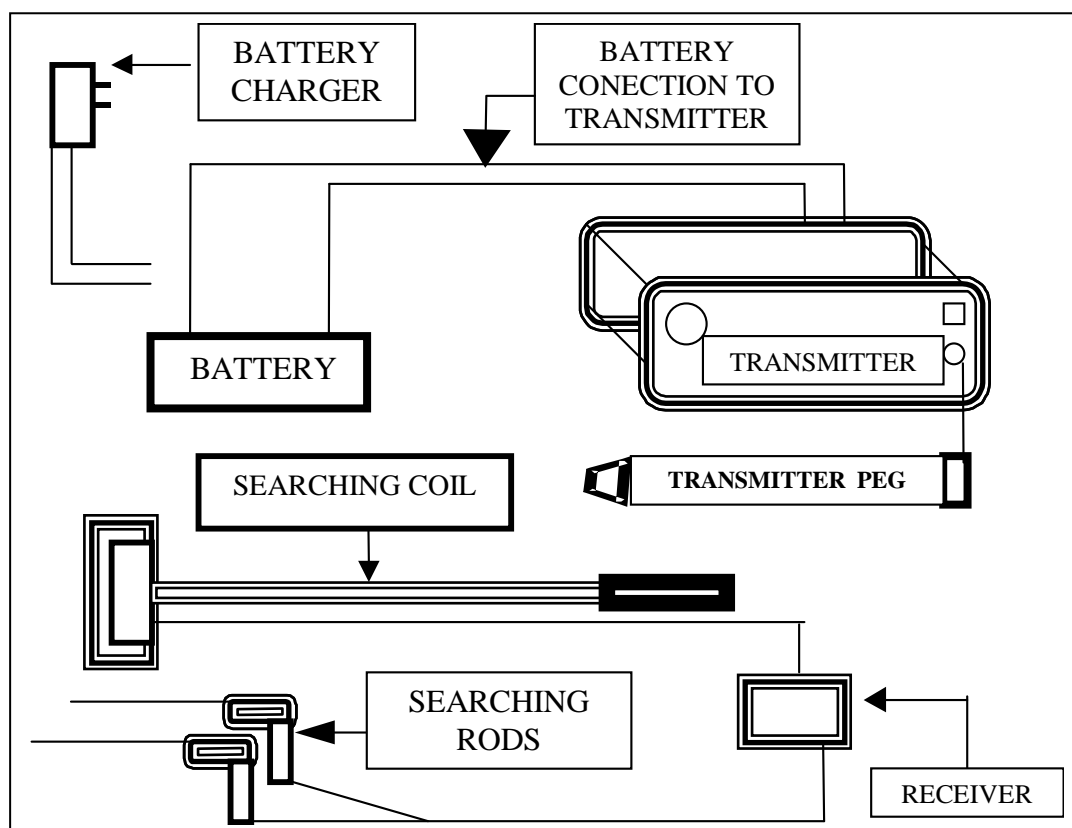 BATTERY
CHARGER
BATTERY
CONECTION TO
TRANSMITTER
BATTERY
TRANSMITTER
TRANSMITTER PEG
SEARCHING COIL
SEARCHING
RODS
RECEIVER